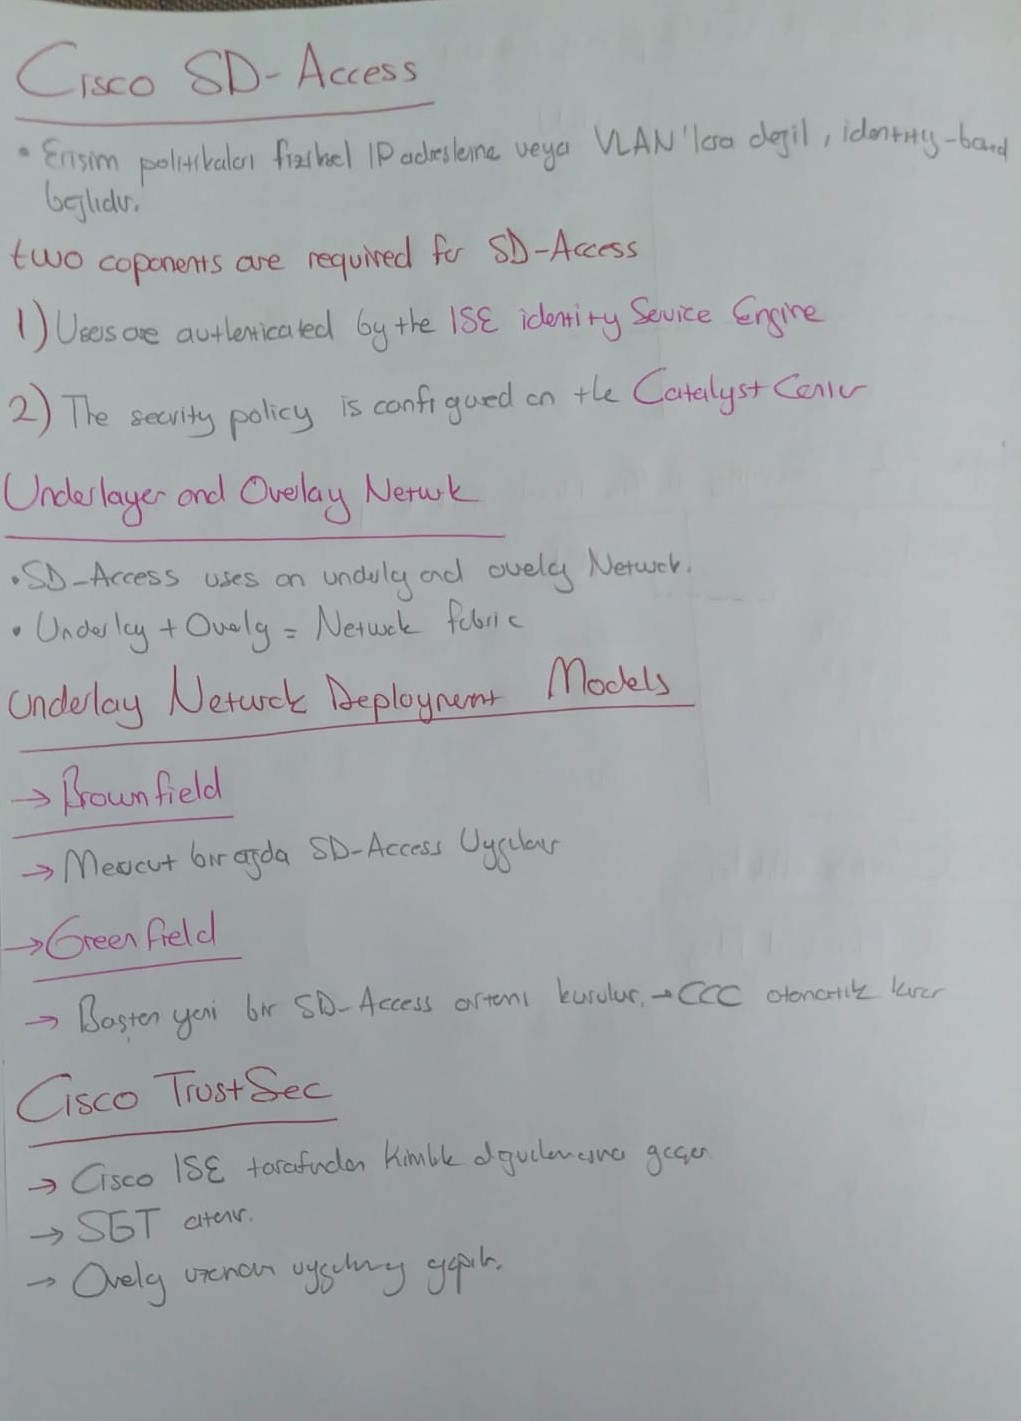 Cisco SD-Access
• Erişim politikaları fiziksel IP adreslerine veya VLAN'lara değil, identity-based
bağlıdır.
two coponents are required for SD-Access
1) Users are authenticated by the ISE identity Service Engine
2) The security policy is configured on the Catalyst Center
Underlayer and Overlay Network
• SD-Access uses an underlay and overlay Network.
• Underlay + Overlay = Network fabric
Underlay Network Deployment Models
→ Brownfield
→ Mevcut bir ağda SD-Access Uygular
→ Greenfield
→ Baştan yeni bir SD-Access ortamı kurulur. → CCC otomatik kurar
Cisco TrustSec
→ Cisco ISE tarafından Kimlik doğrulamasına geçer
→ SGT atanır.
→ Overlay uygulama yapılır.